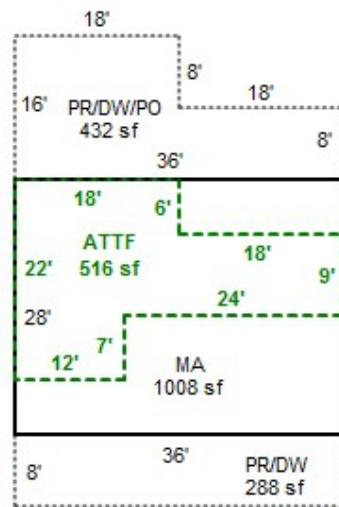 18'
8'
18'
16'
PR/DW/PO
432 sf
8'
36'
18'
6'
ATTF
516 sf
18'
9'
22'
24'
28'
7'
12'
MA
1008 sf
36'
8'
PR/DW
288 sf